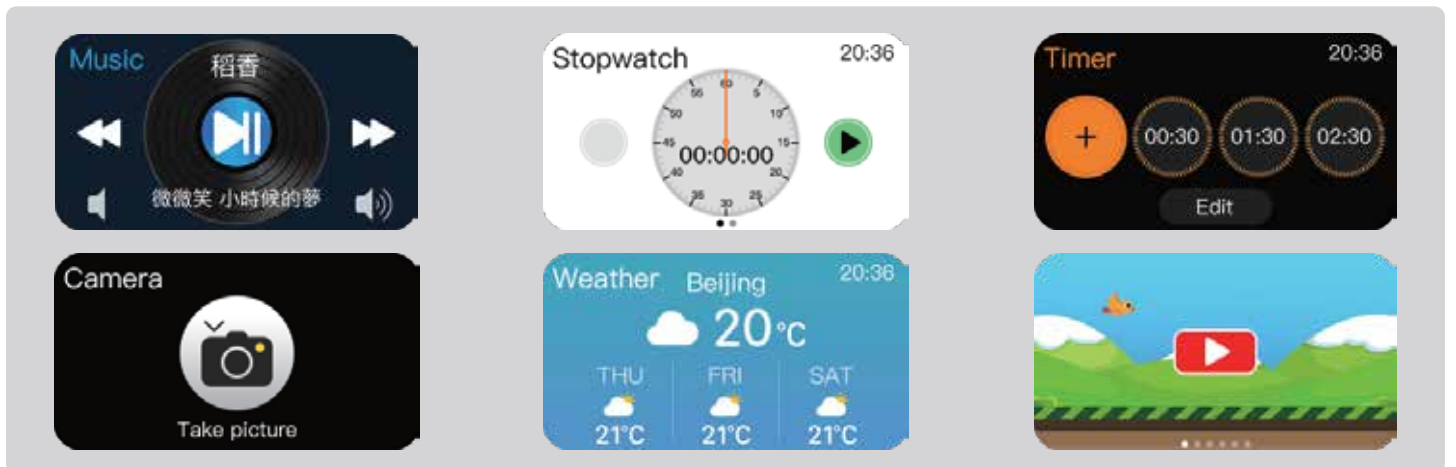 Music
稻香
微微笑 小時候的夢
Stopwatch 20:36
60
55 5
50 10
45 15
00:00:00
40 20
35 25
30
Timer 20:36
+ 00:30 01:30 02:30
Edit
Camera
Take picture
Weather Beijing 20:36
20°C
THU FRI SAT
21°C 21°C 21°C